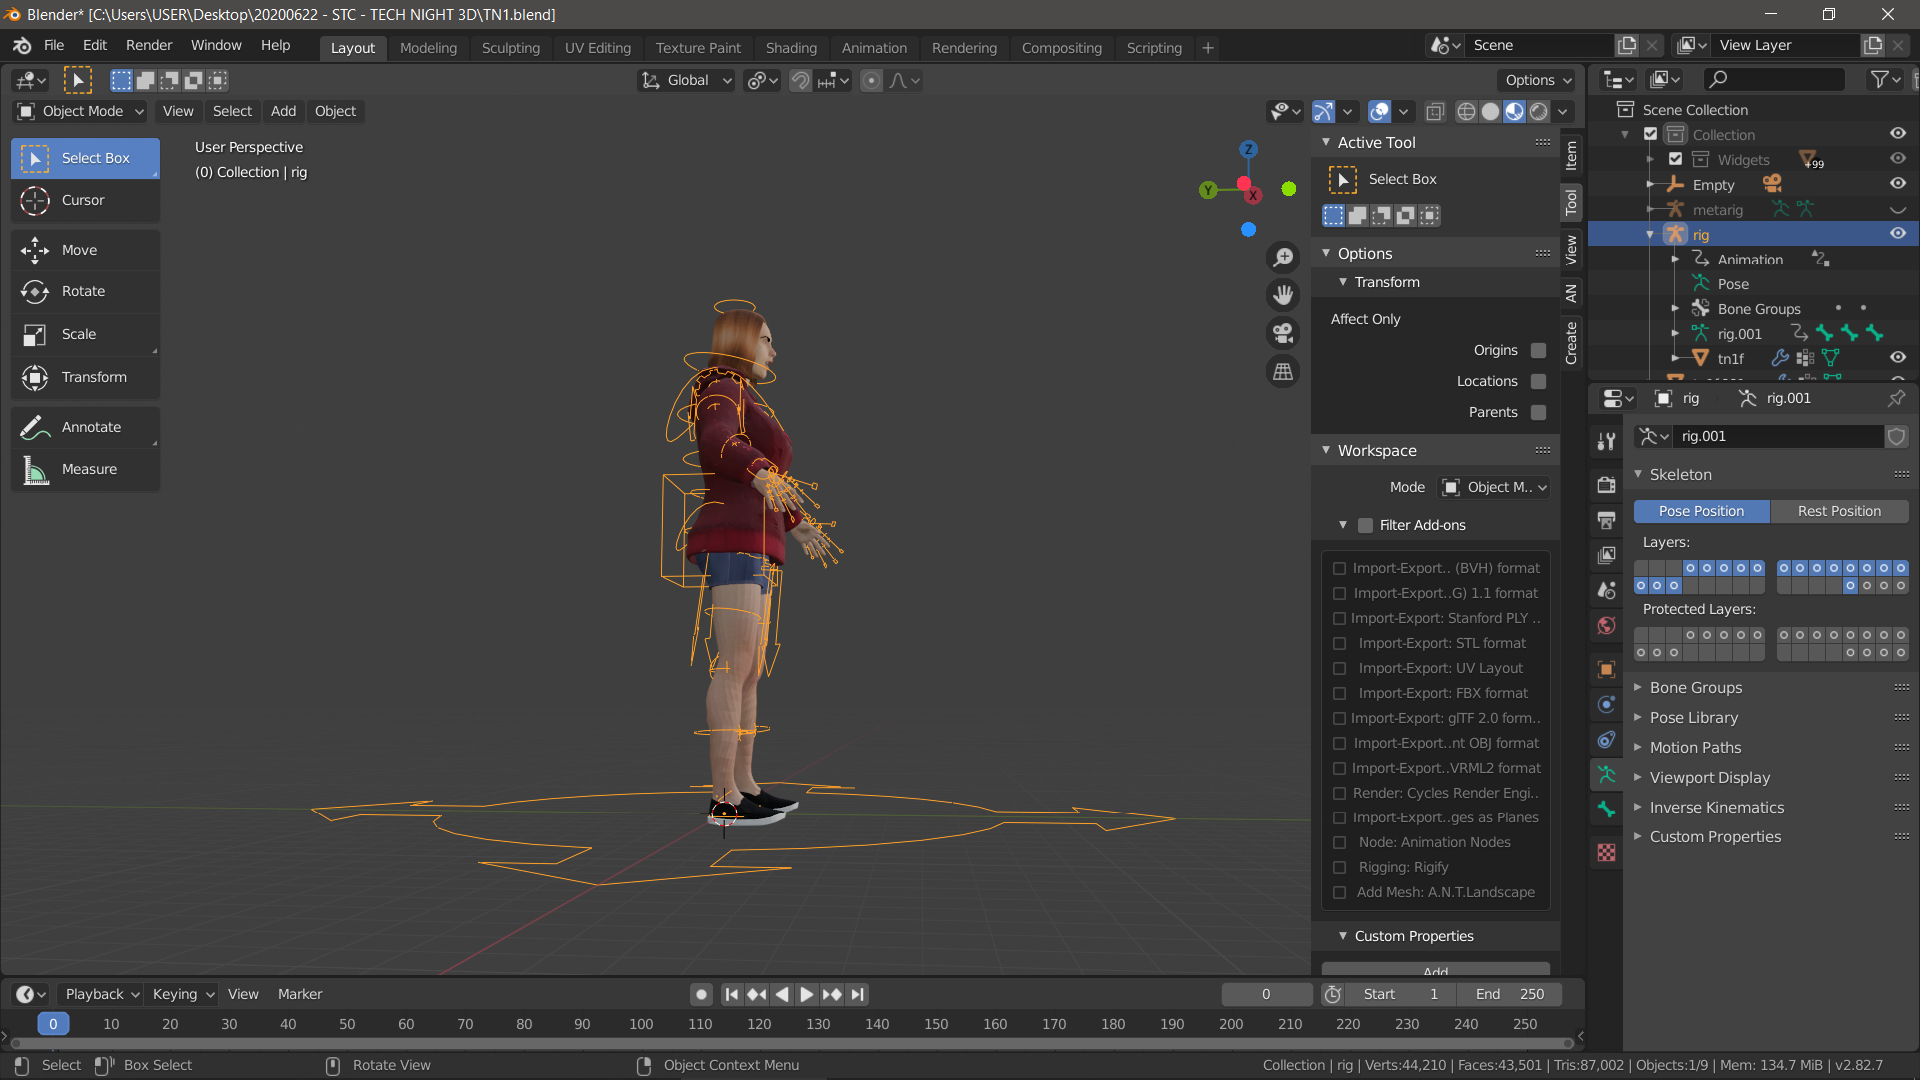 Blender* [C:\Users\USER\Desktop\20200622 - STC - TECH NIGHT 3D\TN1.blend]
File Edit Render Window Help Layout Modeling Sculpting UV Editing Texture Paint Shading Animation Rendering Compositing Scripting + Scene View Layer
Global Options
Object Mode View Select Add Object
Select Box
Cursor
Move
Rotate
Scale
Transform
Annotate
Measure
User Perspective
(0) Collection | rig
Z
Y
X
Active Tool
Select Box
Options
Transform
Affect Only
Origins
Locations
Parents
Workspace
Mode Object M..
Filter Add-ons
Import-Export.. (BVH) format
Import-Export..G) 1.1 format
Import-Export: Stanford PLY ..
Import-Export: STL format
Import-Export: UV Layout
Import-Export: FBX format
Import-Export: glTF 2.0 form..
Import-Export..nt OBJ format
Import-Export..VRML2 format
Render: Cycles Render Engi..
Import-Export..ges as Planes
Node: Animation Nodes
Rigging: Rigify
Add Mesh: A.N.T.Landscape
Custom Properties
Add
Item
Tool
View
AN
Create
Scene Collection
Collection
Widgets +99
Empty
metarig
rig
Animation
Pose
Bone Groups
rig.001
tn1f
rig rig.001
rig.001
Skeleton
Pose Position Rest Position
Layers:
Protected Layers:
Bone Groups
Pose Library
Motion Paths
Viewport Display
Inverse Kinematics
Custom Properties
Playback Keying View Marker 0 Start 1 End 250
0 10 20 30 40 50 60 70 80 90 100 110 120 130 140 150 160 170 180 190 200 210 220 230 240 250
Select Box Select Rotate View Object Context Menu Collection | rig | Verts:44,210 | Faces:43,501 | Tris:87,002 | Objects:1/9 | Mem: 134.7 MiB | v2.82.7